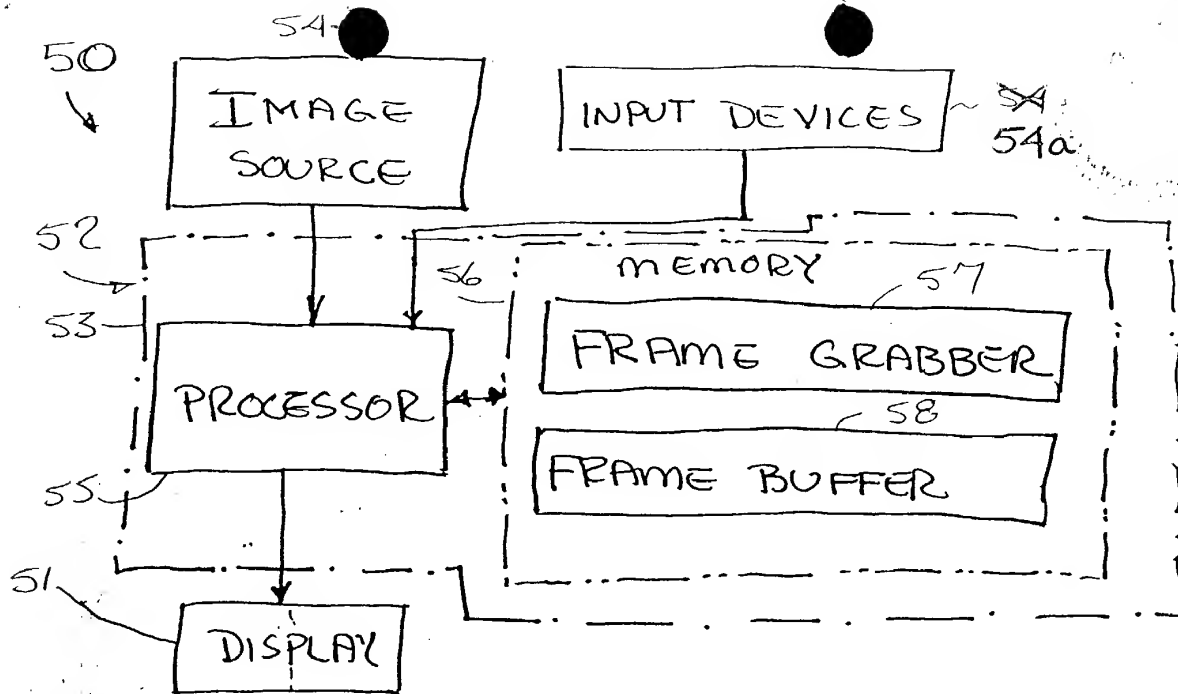 54
50
IMAGE
SOURCE
INPUT DEVICES
54
54a
52
53
56
MEMORY
57
FRAME GRABBER
PROCESSOR
58
FRAME BUFFER
55
51
DISPLAY